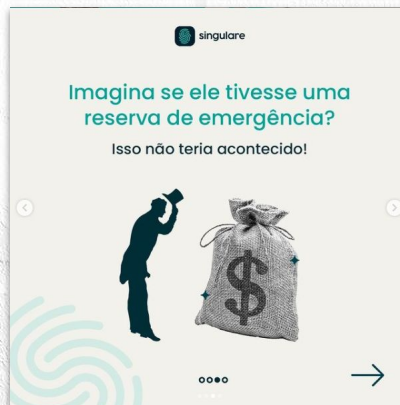 singulare
Imagina se ele tivesse uma
reserva de emergência?
Isso não teria acontecido!
$